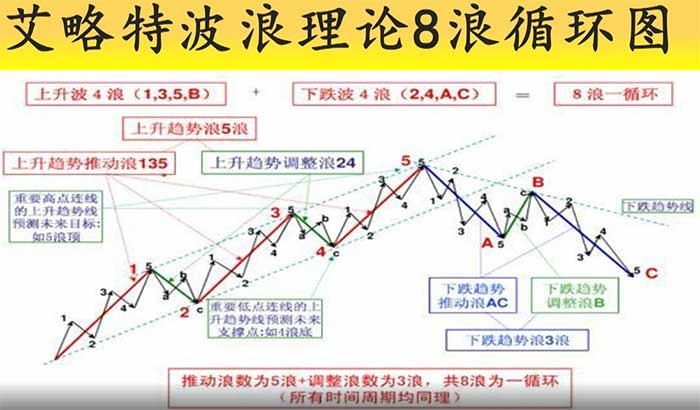 艾略特波浪理论8浪循环图
上升波 4 浪（1,3,5,B） + 下跌波 4 浪（2,4,A,C） = 8 浪一循环
上升趋势浪5浪
上升趋势推动浪135
上升趋势调整浪24
重要高点连线
的上升趋势线
预测未来目标:
如5浪顶
下跌趋势线
重要低点连线的上
升趋势线预测未来
支撑点:如4浪底
下跌趋势
推动浪AC
下跌趋势
调整浪B
下跌趋势浪3浪
1
2
3
4
5
A
B
C
1
2
3
4
5
a
b
c
1
2
3
4
5
a
b
c
1
2
3
4
5
1
2
3
4
5
a
b
c
1
2
3
4
5
推动浪数为5浪+调整浪数为3浪，共8浪为一循环
（所有时间周期均同理）